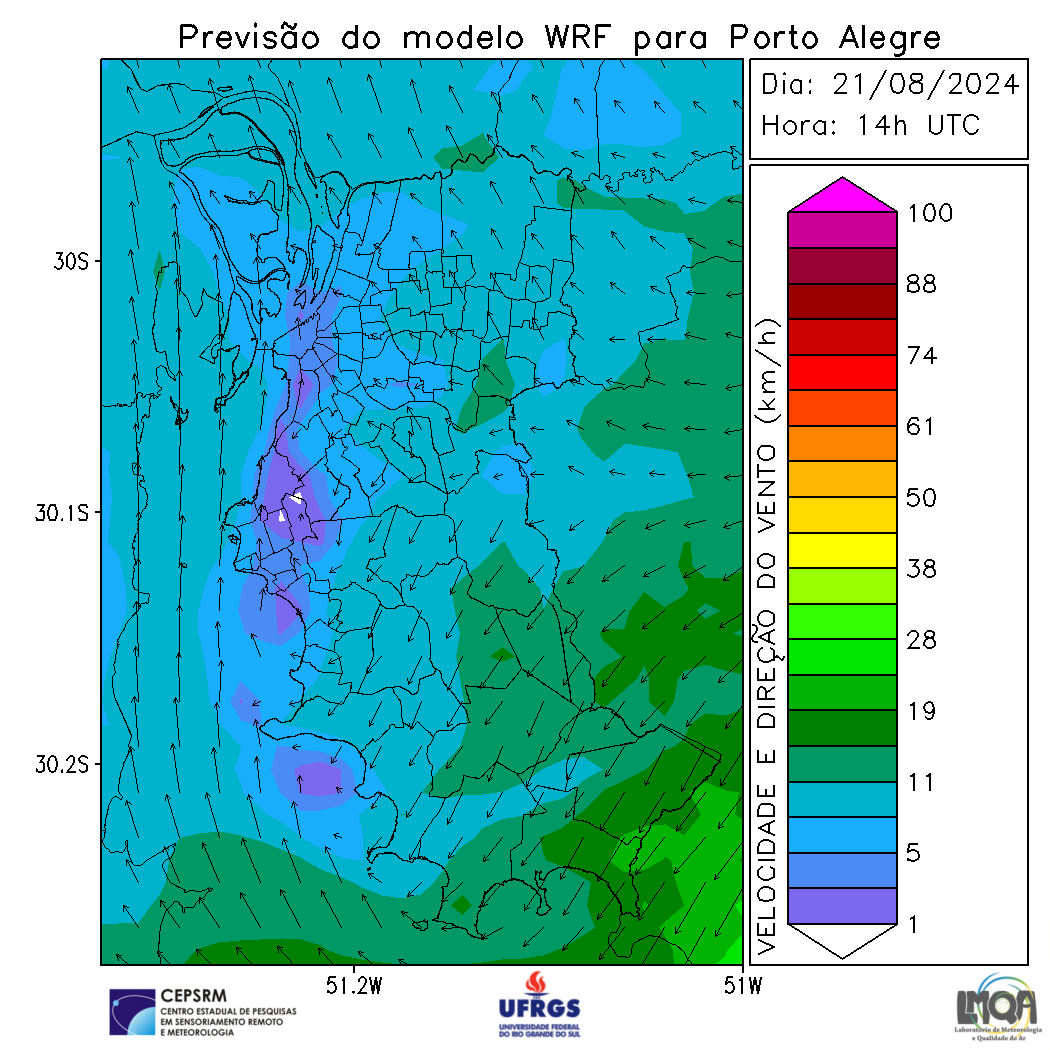 Previsão do modelo WRF para Porto Alegre
Dia: 21/08/2024
Hora: 14h UTC
30S
30.1S
30.2S
51.2W
51W
VELOCIDADE E DIREÇÃO DO VENTO (km/h)
100
88
74
61
50
38
28
19
11
5
1
CEPSRM
CENTRO ESTADUAL DE PESQUISAS
EM SENSORIAMENTO REMOTO
E METEOROLOGIA
UFRGS
UNIVERSIDADE FEDERAL
DO RIO GRANDE DO SUL
LMQA
Laboratório de Meteorologia
e Qualidade do Ar